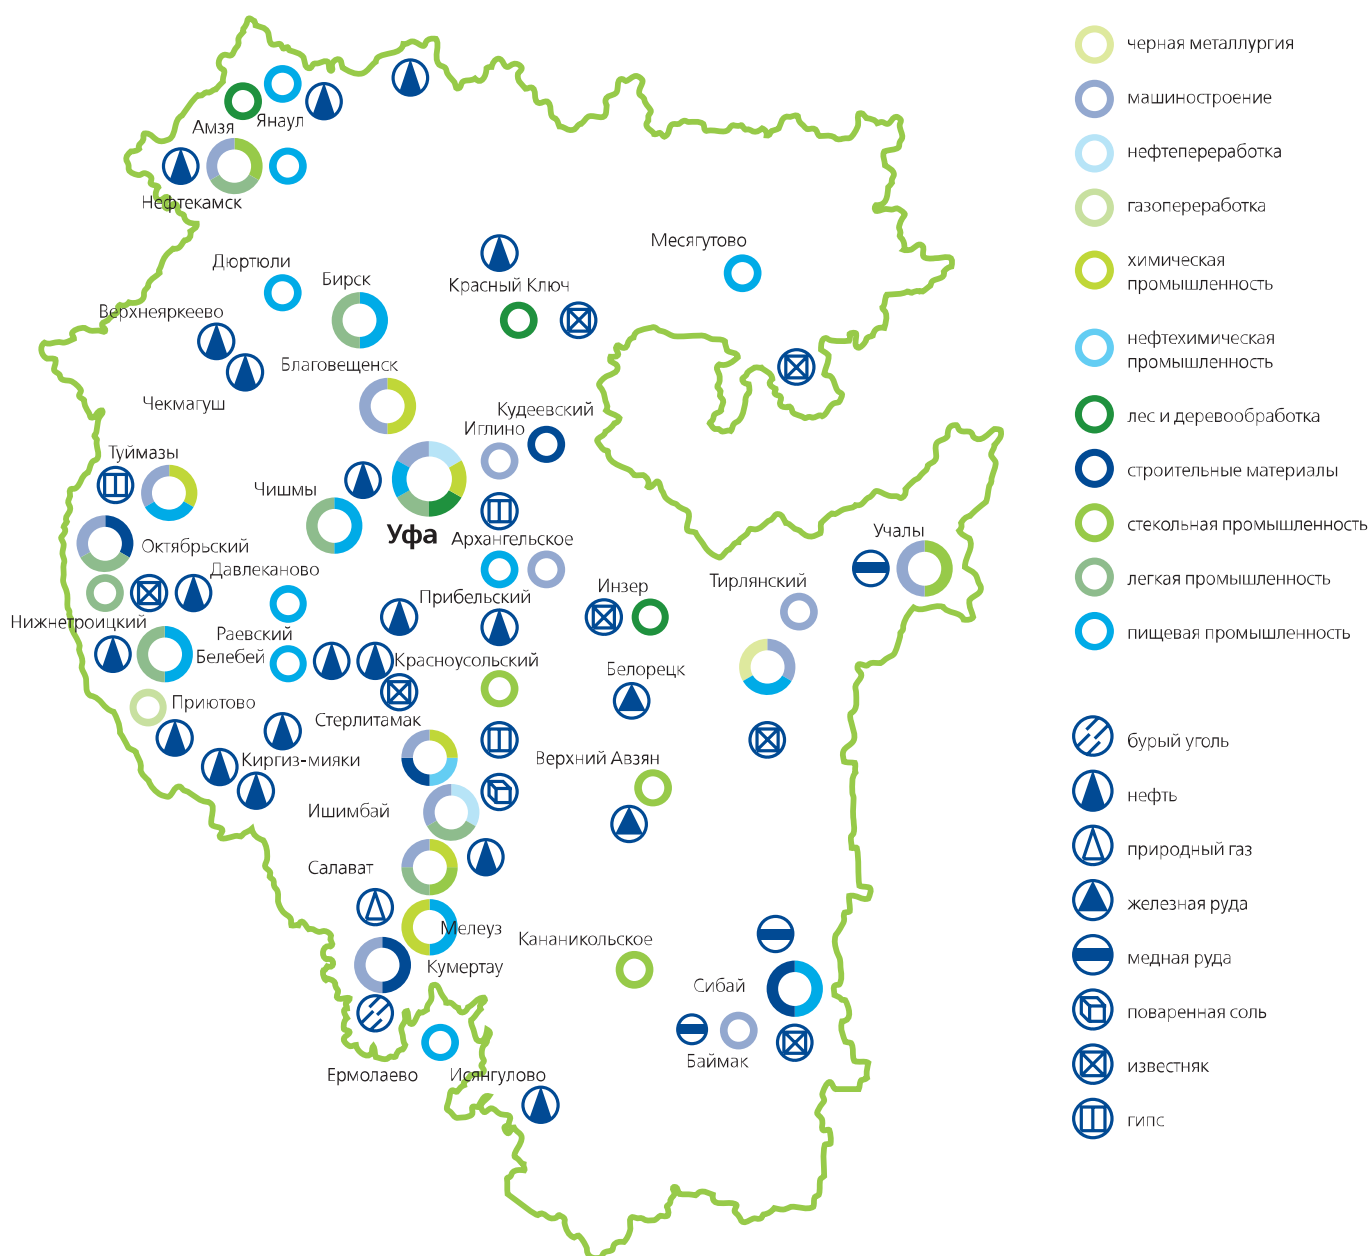 Янаул
Амзя
Нефтекамск
Месягутово
Дюртюли
Бирск
Красный Ключ
Верхнеяркеево
Благовещенск
Чекмагуш
Кудеевский
Иглино
Туймазы
Чишмы
Уфа
Учалы
Архангельское
Октябрьский
Давлеканово
Тирлянский
Инзер
Прибельский
Нижнетроицкий
Раевский
Белебей
Красноусольский
Белорецк
Приютово
Стерлитамак
Киргиз-мияки
Верхний Авзян
Ишимбай
Салават
Мелеуз
Кананикольское
Кумертау
Сибай
Баймак
Ермолаево
Исянгулово
черная металлургия
машиностроение
нефтепереработка
газопереработка
химическая
промышленность
нефтехимическая
промышленность
лес и деревообработка
строительные материалы
стекольная промышленность
легкая промышленность
пищевая промышленность
бурый уголь
нефть
природный газ
железная руда
медная руда
поваренная соль
известняк
гипс